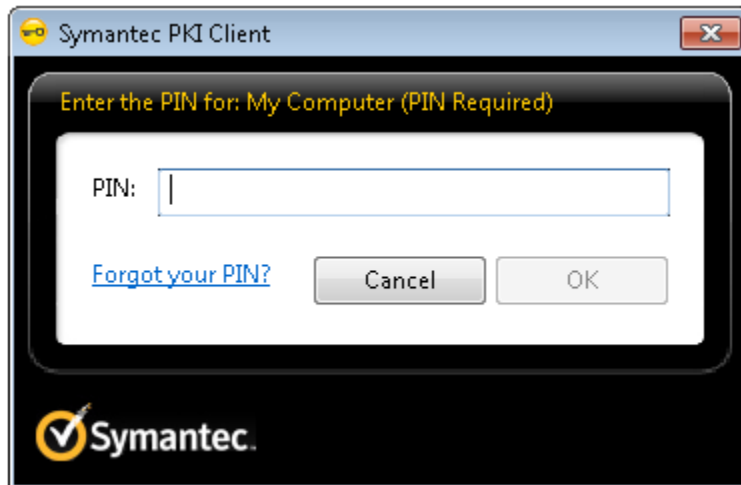 Symantec PKI Client
Enter the PIN for: My Computer (PIN Required)
PIN:
Forgot your PIN? Cancel OK
Symantec.